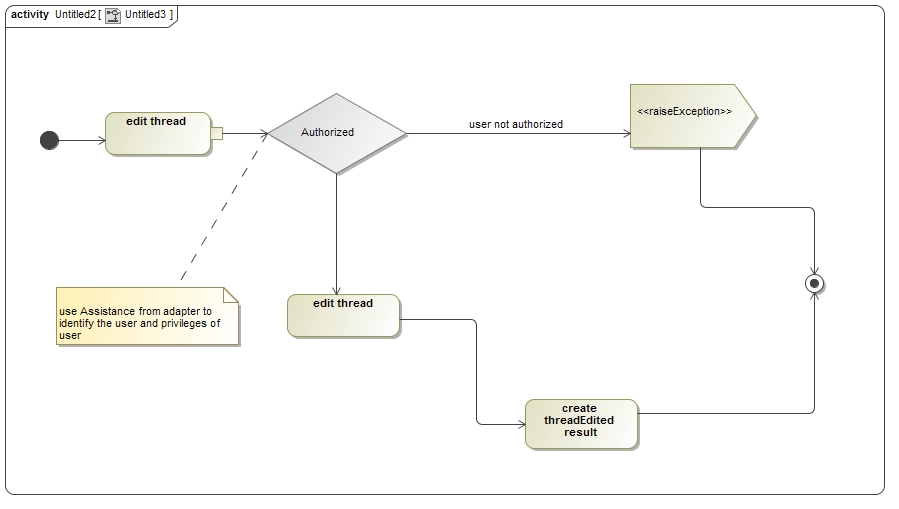 activity Untitled2 [ Untitled3 ]
edit thread
Authorized
user not authorized
<<raiseException>>
use Assistance from adapter to
identify the user and privileges of
user
edit thread
create
threadEdited
result